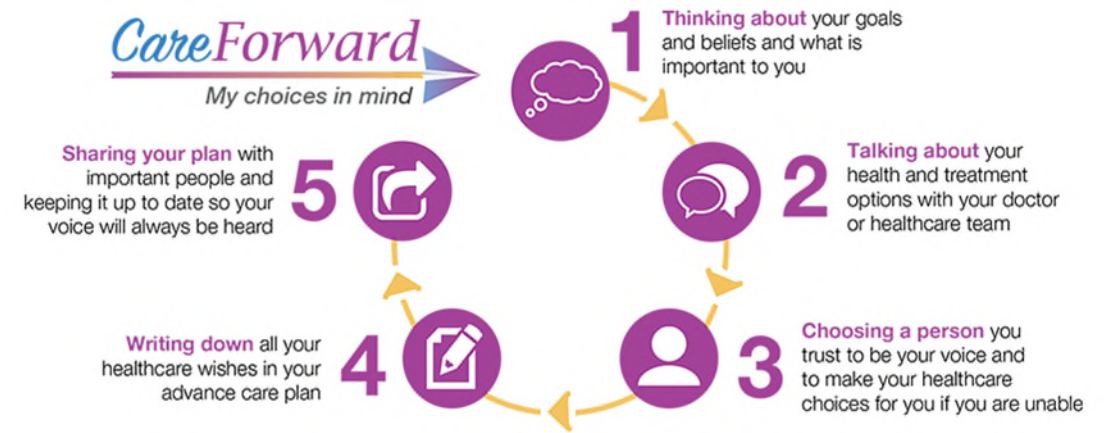 CareForward
My choices in mind
1
Thinking about your goals
and beliefs and what is
important to you
2
Talking about your
health and treatment
options with your doctor
or healthcare team
3
Choosing a person you
trust to be your voice and
to make your healthcare
choices for you if you are unable
4
Writing down all your
healthcare wishes in your
advance care plan
5
Sharing your plan with
important people and
keeping it up to date so your
voice will always be heard